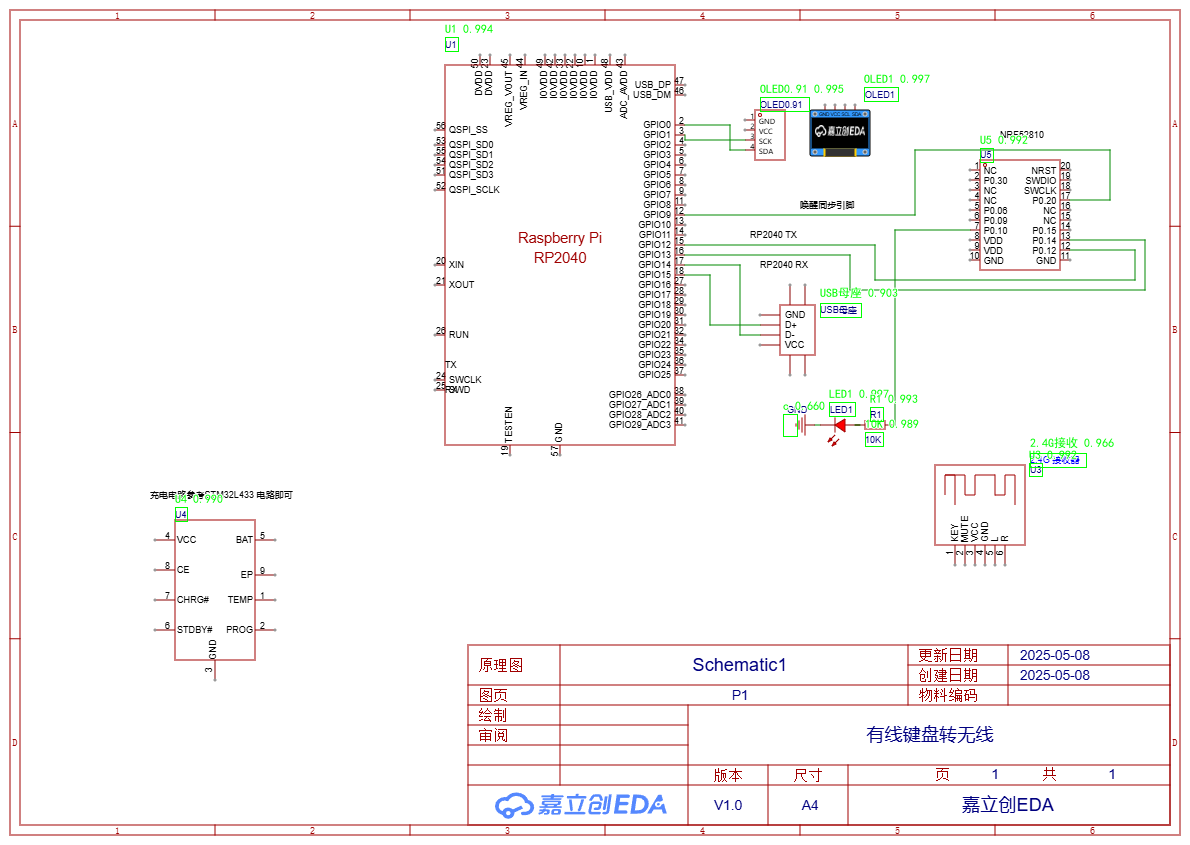 1 2 3 4 5 6
A
B
C
D
U1 0.994
U1
50 DVDD
23 DVDD
45 VREG_VOUT
44 VREG_IN
49 IOVDD
42 IOVDD
33 IOVDD
22 IOVDD
10 IOVDD
1 IOVDD
48 USB_VDD
43 ADC_AVDD
56 QSPI_SS
53 QSPI_SD0
55 QSPI_SD1
54 QSPI_SD2
51 QSPI_SD3
52 QSPI_SCLK
20 XIN
21 XOUT
26 RUN
TX
24 SWCLK
25 SWD
RX
19 TESTEN
57 GND
Raspberry Pi
RP2040
USB_DP 47
USB_DM 46
GPIO0 2
GPIO1 3
GPIO2 4
GPIO3 5
GPIO4 6
GPIO5 7
GPIO6 8
GPIO7 9
GPIO8 11
GPIO9 12
GPIO10 13
GPIO11 14
GPIO12 15
GPIO13 16
GPIO14 17
GPIO15 18
GPIO16 27
GPIO17 28
GPIO18 29
GPIO19 30
GPIO20 31
GPIO21 32
GPIO22 34
GPIO23 35
GPIO24 36
GPIO25 37
GPIO26_ADC0 38
GPIO27_ADC1 39
GPIO28_ADC2 40
GPIO29_ADC3 41
OLED0.91 0.995
OLED0.91
1 GND
2 VCC
3 SCK
4 SDA
OLED1 0.997
OLED1
GND VCC SCL SDA
嘉立创EDA
唤醒同步引脚
RP2040 TX
RP2040 RX
NRF52810
U5 0.992
U5
1 NC
2 P0.30
3 NC
4 NC
5 P0.06
6 P0.09
7 P0.10
8 VDD
9 VDD
10 GND
NRST 20
SWDIO 19
SWCLK 18
P0.20 17
NC 16
NC 15
P0.15 14
P0.14 13
P0.12 12
GND 11
USB母座 0.903
USB母座
GND
D+
D-
VCC
GND
0.660
LED1
LED1
R1 0.993
R1
10K 0.989
10K
2.4G接收 0.966
2.4G 接收器
U3
U3
1 KEY
2 MUTE
3 VCC
4 GND
5 L
6 R
充电电路参考STM32L433 电路即可
U4 0.990
U4
4 VCC
8 CE
7 CHRG#
6 STDBY#
BAT 5
EP 9
TEMP 1
PROG 2
3 GND
原理图 Schematic1 更新日期 2025-05-08
创建日期 2025-05-08
图页 P1 物料编码
绘制
审阅
有线键盘转无线
版本 尺寸 页 1 共 1
嘉立创EDA V1.0 A4 嘉立创EDA
1 2 3 4 5 6
A
B
C
D